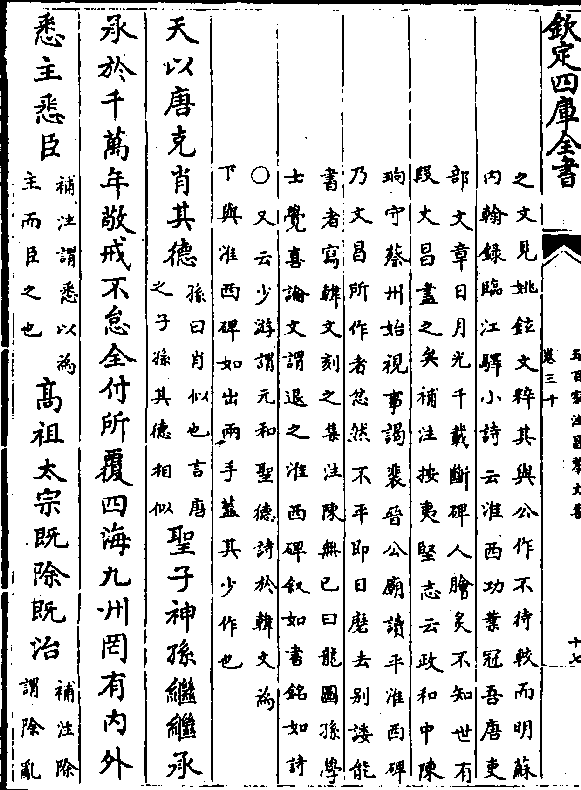 欽定四庫全書
卷三十
十七
之文見姚鉉文粹其與公作不待較而明蘇
内翰錄臨江驛小詩云淮西功業冠吾唐吏
部文章日月光千載斷碑人膾炙不知世有
段文昌盡之矣補注按夷堅志云政和中陳
珦守蔡州始視事謁裴晉公廟讀平淮西碑
乃文昌所作者忿然不平即日磨去别諉能
書者寫韓文刻之集注陳無已曰龍圖孫學
士覺喜論文謂退之淮西碑叙如書銘如詩
○又云少游謂元和聖德詩於韓文為
下與淮西碑如出兩手蓋其少作也
天以唐克肖其德孫曰肖似也言唐之子孫其德相似聖子神孫繼繼承
承於千萬年敬戒不怠全付所覆四海九州罔有内外
悉主悉臣補注謂悉以為主而臣之也高祖太宗既除既治補注除謂除亂